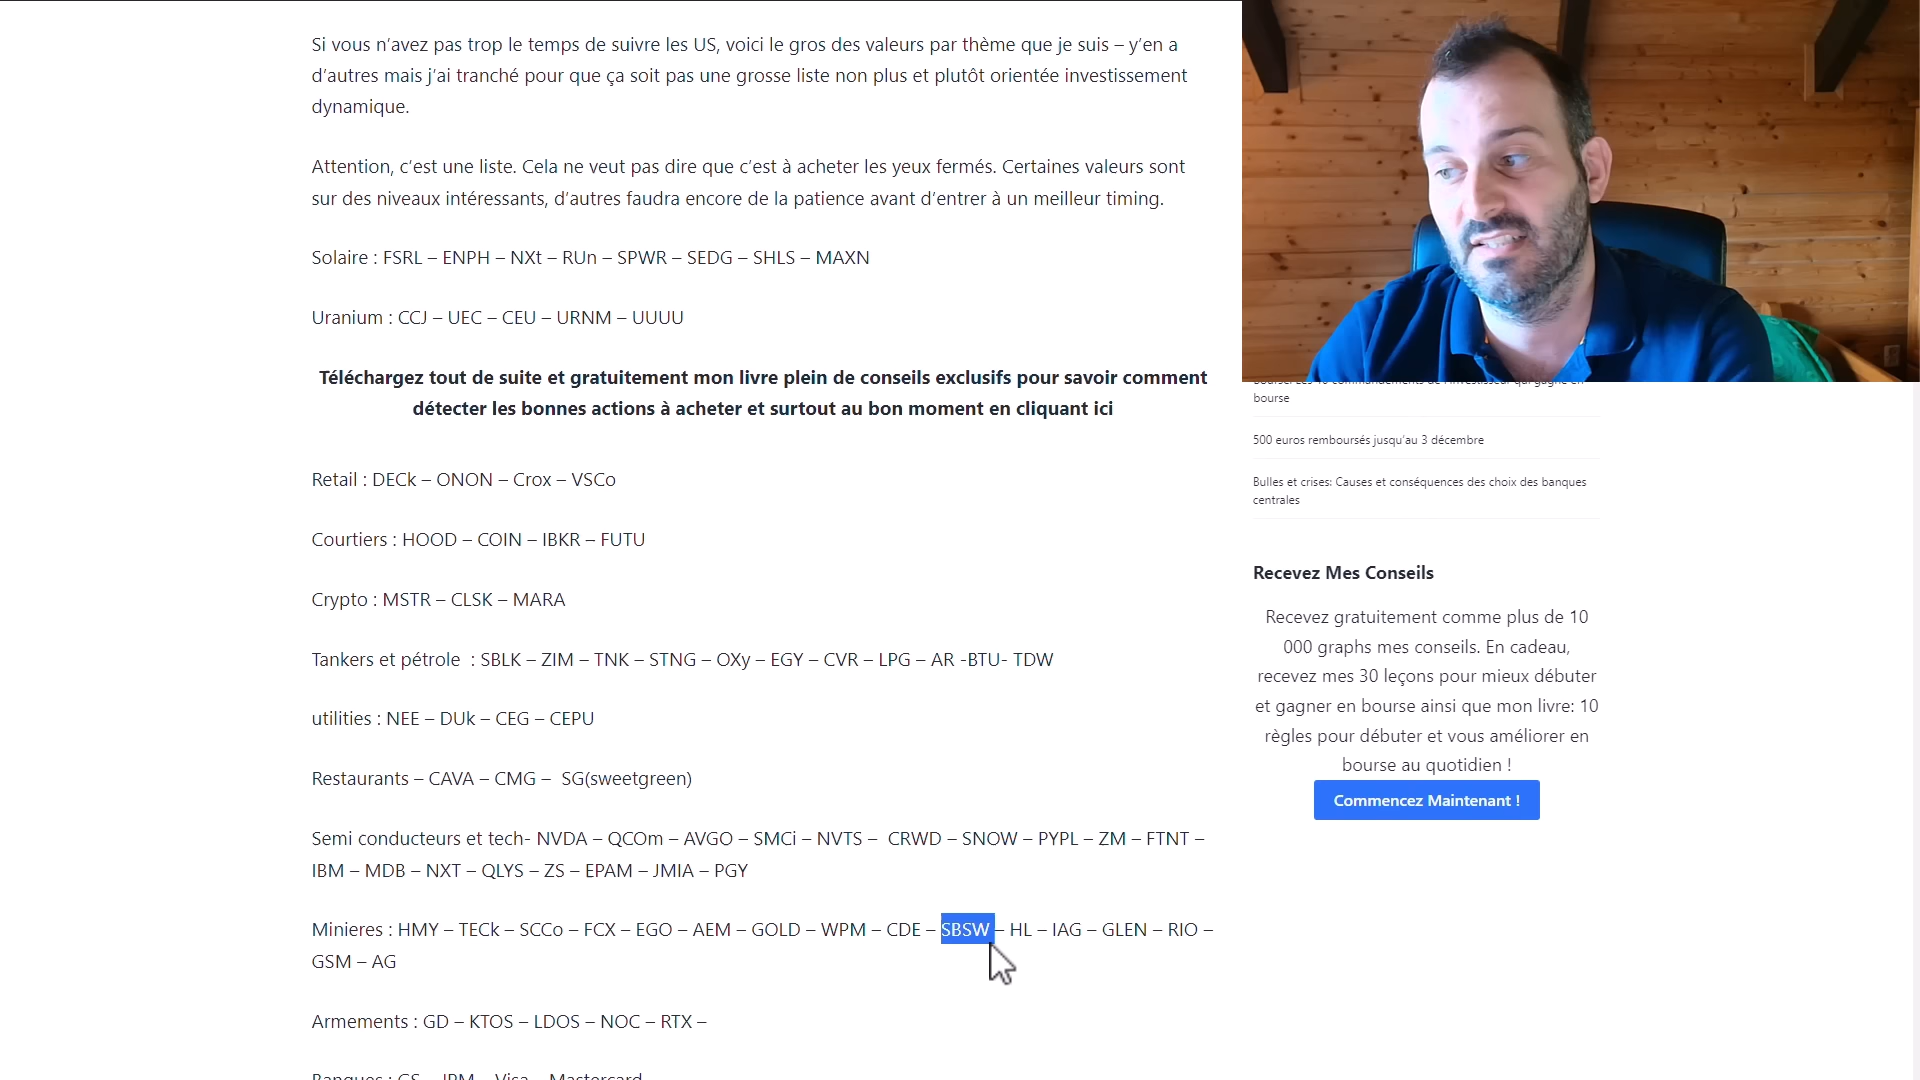 Si vous n’avez pas trop le temps de suivre les US, voici le gros des valeurs par thème que je suis – y’en a
d’autres mais j’ai tranché pour que ça soit pas une grosse liste non plus et plutôt orientée investissement
dynamique.
Attention, c’est une liste. Cela ne veut pas dire que c’est à acheter les yeux fermés. Certaines valeurs sont
sur des niveaux intéressants, d’autres faudra encore de la patience avant d’entrer à un meilleur timing.
Solaire : FSRL – ENPH – NXt – RUn – SPWR – SEDG – SHLS – MAXN
Uranium : CCJ – UEC – CEU – URNM – UUUU
Téléchargez tout de suite et gratuitement mon livre plein de conseils exclusifs pour savoir comment
détecter les bonnes actions à acheter et surtout au bon moment en cliquant ici
Retail : DECk – ONON – Crox – VSCo
Courtiers : HOOD – COIN – IBKR – FUTU
Crypto : MSTR – CLSK – MARA
Tankers et pétrole  : SBLK – ZIM – TNK – STNG – OXy – EGY – CVR – LPG – AR -BTU- TDW
utilities : NEE – DUk – CEG – CEPU
Restaurants – CAVA – CMG –  SG(sweetgreen)
Semi conducteurs et tech- NVDA – QCOm – AVGO – SMCi – NVTS –  CRWD – SNOW – PYPL – ZM – FTNT –
IBM – MDB – NXT – QLYS – ZS – EPAM – JMIA – PGY
Minieres : HMY – TECk – SCCo – FCX – EGO – AEM – GOLD – WPM – CDE – SBSW – HL – IAG – GLEN – RIO –
GSM – AG
Armements : GD – KTOS – LDOS – NOC – RTX –
Banques : GS – JPM – Visa – Mastercard
bourse
500 euros remboursés jusqu’au 3 décembre
Bulles et crises: Causes et conséquences des choix des banques
centrales
Recevez Mes Conseils
Recevez gratuitement comme plus de 10
000 graphs mes conseils. En cadeau,
recevez mes 30 leçons pour mieux débuter
et gagner en bourse ainsi que mon livre: 10
règles pour débuter et vous améliorer en
bourse au quotidien !
Commencez Maintenant !